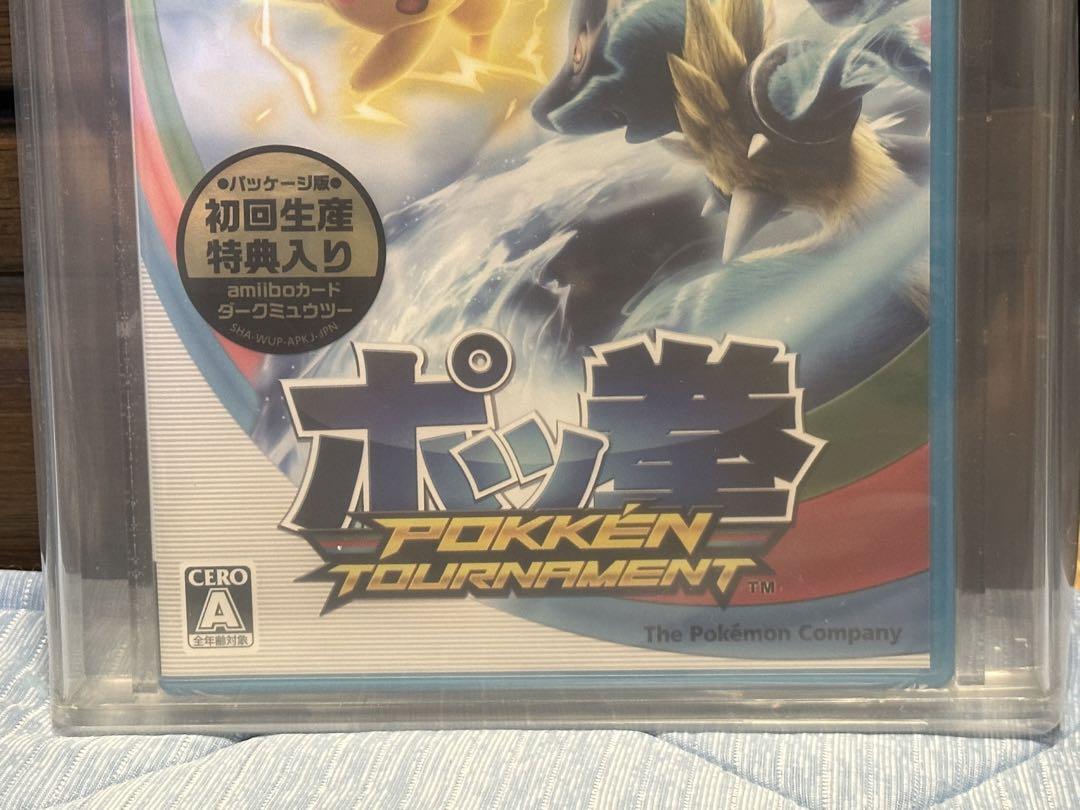 ●パッケージ版●
初回生産
特典入り
amiiboカード
ダークミュウツー
SHA-WUP-APKJ-JPN
ポッ拳
POKKÉN
TOURNAMENT™
CERO
A
全年齢対象
The Pokémon Company